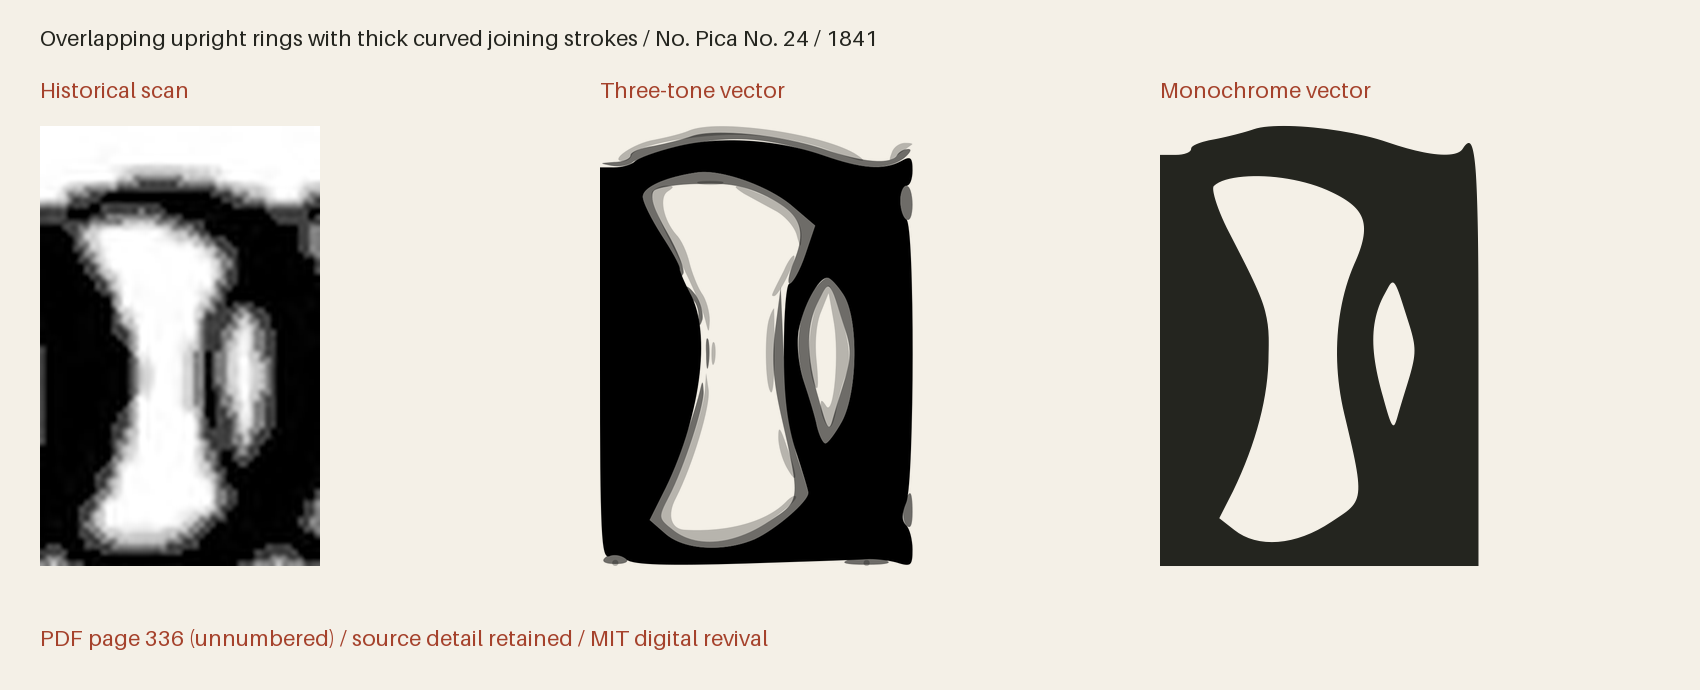 Overlapping upright rings with thick curved joining strokes / No. Pica No. 24 / 1841
Historical scan
Three-tone vector
Monochrome vector
PDF page 336 (unnumbered) / source detail retained / MIT digital revival